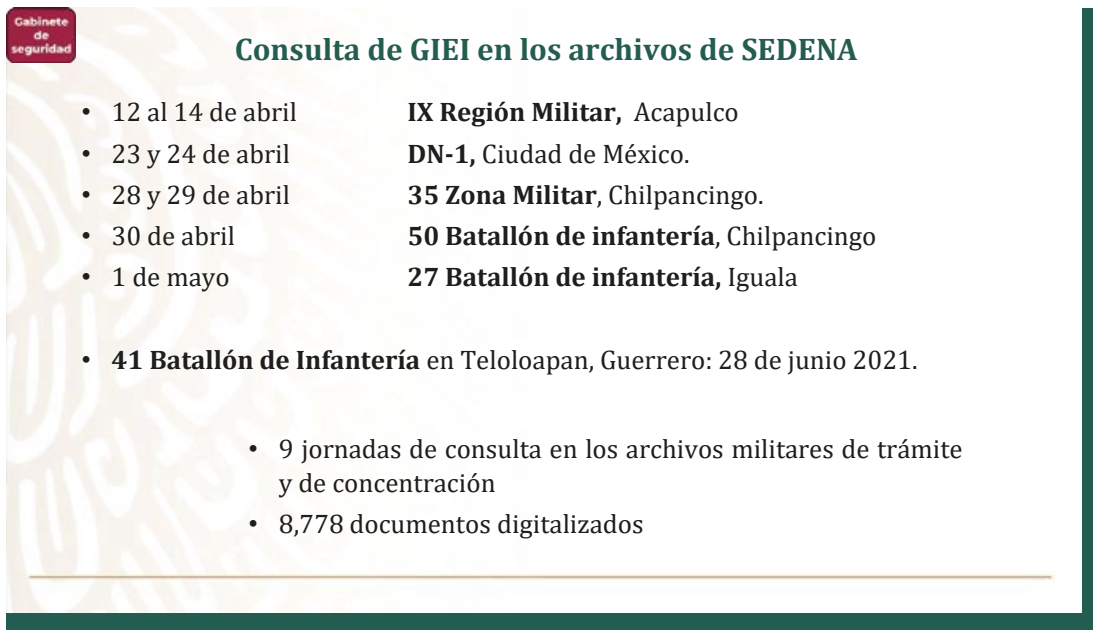 Gabinete
de
seguridad
Consulta de GIEI en los archivos de SEDENA
• 12 al 14 de abril IX Región Militar, Acapulco
• 23 y 24 de abril DN-1, Ciudad de México.
• 28 y 29 de abril 35 Zona Militar, Chilpancingo.
• 30 de abril 50 Batallón de infantería, Chilpancingo
• 1 de mayo 27 Batallón de infantería, Iguala
• 41 Batallón de Infantería en Teloloapan, Guerrero: 28 de junio 2021.
• 9 jornadas de consulta en los archivos militares de trámite
y de concentración
• 8,778 documentos digitalizados